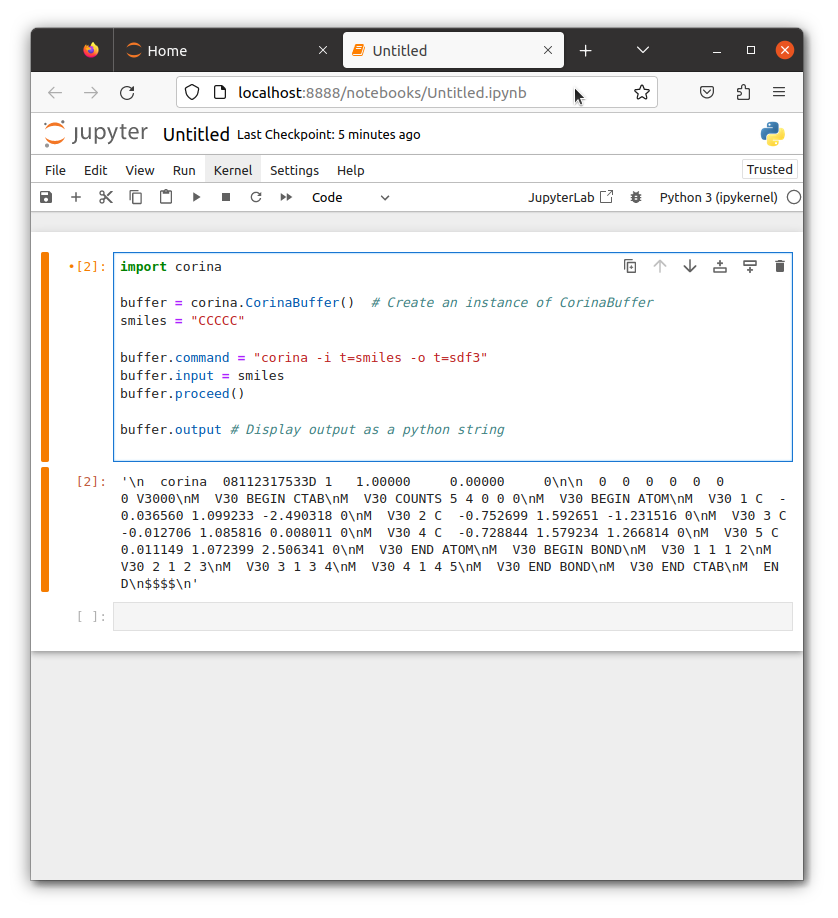 Home
Untitled
localhost:8888/notebooks/Untitled.ipynb
jupyter Untitled Last Checkpoint: 5 minutes ago
File Edit View Run Kernel Settings Help Trusted
Code JupyterLab Python 3 (ipykernel)
•[2]: import corina
buffer = corina.CorinaBuffer()  # Create an instance of CorinaBuffer
smiles = "CCCCC"
buffer.command = "corina -i t=smiles -o t=sdf3"
buffer.input = smiles
buffer.proceed()
buffer.output # Display output as a python string
[2]: '\n  corina  08112317533D 1   1.00000     0.00000     0\n\n  0  0  0  0  0  0
0 V3000\nM  V30 BEGIN CTAB\nM  V30 COUNTS 5 4 0 0 0\nM  V30 BEGIN ATOM\nM  V30 1 C  -
0.036560 1.099233 -2.490318 0\nM  V30 2 C  -0.752699 1.592651 -1.231516 0\nM  V30 3 C
-0.012706 1.085816 0.008011 0\nM  V30 4 C  -0.728844 1.579234 1.266814 0\nM  V30 5 C
0.011149 1.072399 2.506341 0\nM  V30 END ATOM\nM  V30 BEGIN BOND\nM  V30 1 1 1 2\nM
V30 2 1 2 3\nM  V30 3 1 3 4\nM  V30 4 1 4 5\nM  V30 END BOND\nM  V30 END CTAB\nM  EN
D\n$$$$\n'
[ ]: